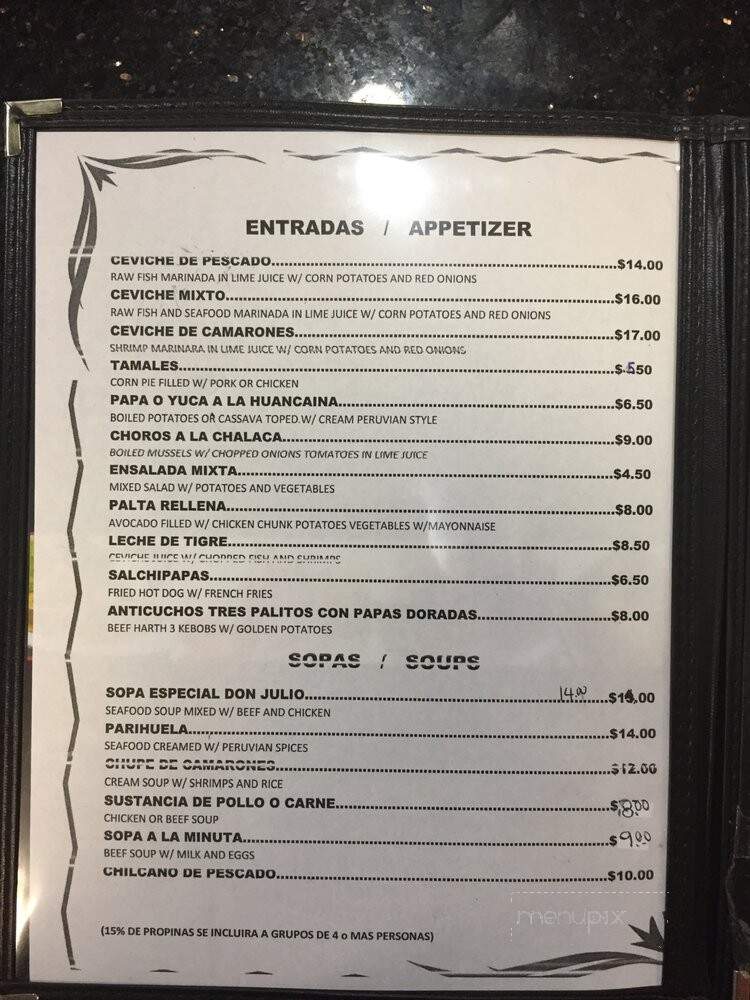 ENTRADAS / APPETIZER
CEVICHE DE PESCADO.....................................................................$14.00
RAW FISH MARINADA IN LIME JUICE W/ CORN POTATOES AND RED ONIONS
CEVICHE MIXTO.....................................................................$16.00
RAW FISH AND SEAFOOD MARINADA IN LIME JUICE W/ CORN POTATOES AND RED ONIONS
CEVICHE DE CAMARONES.....................................................................$17.00
SHRIMP MARINARA IN LIME JUICE W/ CORN POTATOES AND RED ONIONS
TAMALES.....................................................................$.550
CORN PIE FILLED W/ PORK OR CHICKEN
PAPA O YUCA A LA HUANCAINA.....................................................................$6.50
BOILED POTATOES OR CASSAVA TOPED.W/ CREAM PERUVIAN STYLE
CHOROS A LA CHALACA.....................................................................$9.00
BOILED MUSSELS W/ CHOPPED ONIONS TOMATOES IN LIME JUICE
ENSALADA MIXTA.....................................................................$4.50
MIXED SALAD W/ POTATOES AND VEGETABLES
PALTA RELLENA.....................................................................$8.00
AVOCADO FILLED W/ CHICKEN CHUNK POTATOES VEGETABLES W/MAYONNAISE
LECHE DE TIGRE.....................................................................$8.50
CEVICHE JUICE W/ CHOPPED FISH AND SHRIMPS
SALCHIPAPAS.....................................................................$6.50
FRIED HOT DOG W/ FRENCH FRIES
ANTICUCHOS TRES PALITOS CON PAPAS DORADAS..........................$8.00
BEEF HARTH 3 KEBOBS W/ GOLDEN POTATOES
SOPAS / SOUPS
SOPA ESPECIAL DON JULIO..................................................14.00.....$14.00
SEAFOOD SOUP MIXED W/ BEEF AND CHICKEN
PARIHUELA.....................................................................$14.00
SEAFOOD CREAMED W/ PERUVIAN SPICES
CHUPE DE CAMARONES.....................................................................$12.00
CREAM SOUP W/ SHRIMPS AND RICE
SUSTANCIA DE POLLO O CARNE.....................................................................$8.00
CHICKEN OR BEEF SOUP
SOPA A LA MINUTA.....................................................................$9.00
BEEF SOUP W/ MILK AND EGGS
CHILCANO DE PESCADO.....................................................................$10.00
menupix
(15% DE PROPINAS SE INCLUIRA A GRUPOS DE 4 o MAS PERSONAS)